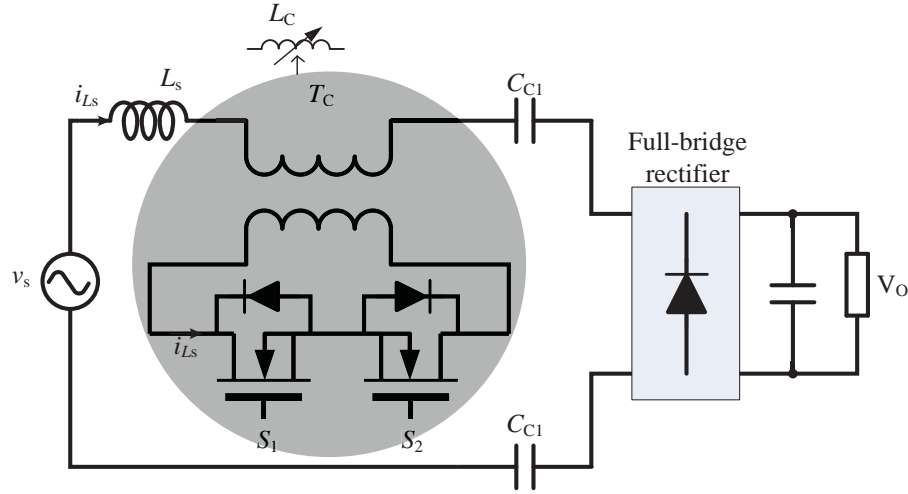 L_C
L_s
i_Ls
T_C
C_C1
Full-bridge
rectifier
v_s
V_O
i_Ls
S_1
S_2
C_C1